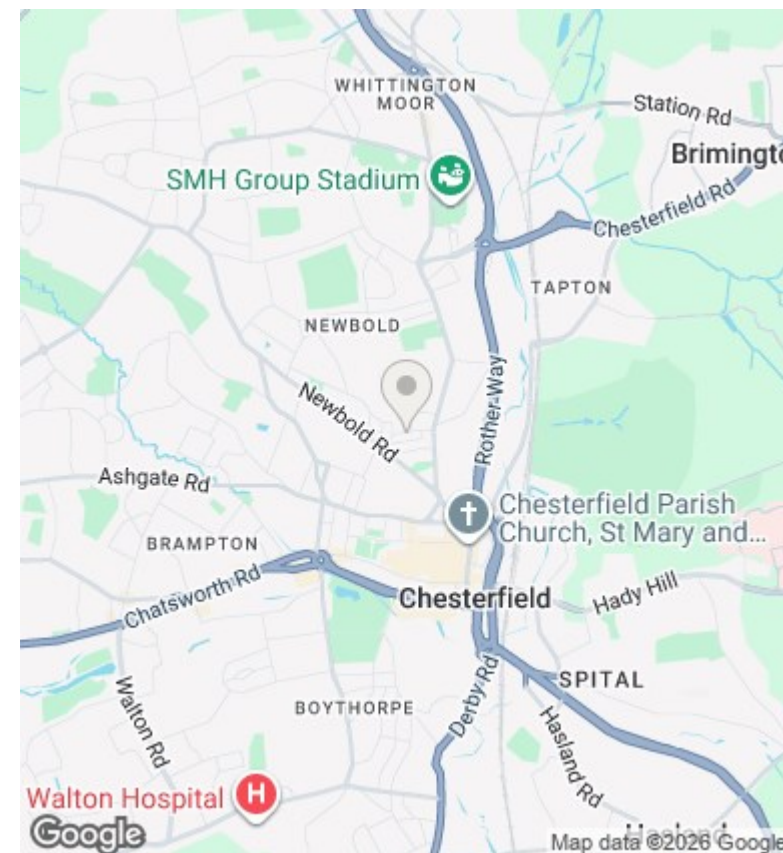 WHITTINGTON
MOOR
Station Rd
Brimingto
SMH Group Stadium
Chesterfield Rd
TAPTON
NEWBOLD
Rother Way
Newbold Rd
Ashgate Rd
Chesterfield Parish
Church, St Mary and...
BRAMPTON
Chatsworth Rd
Chesterfield
Hady Hill
SPITAL
Derby Rd
BOYTHORPE
Walton Rd
Hasland Rd
Walton Hospital
H
Google
Hasland
Map data ©2026 Google